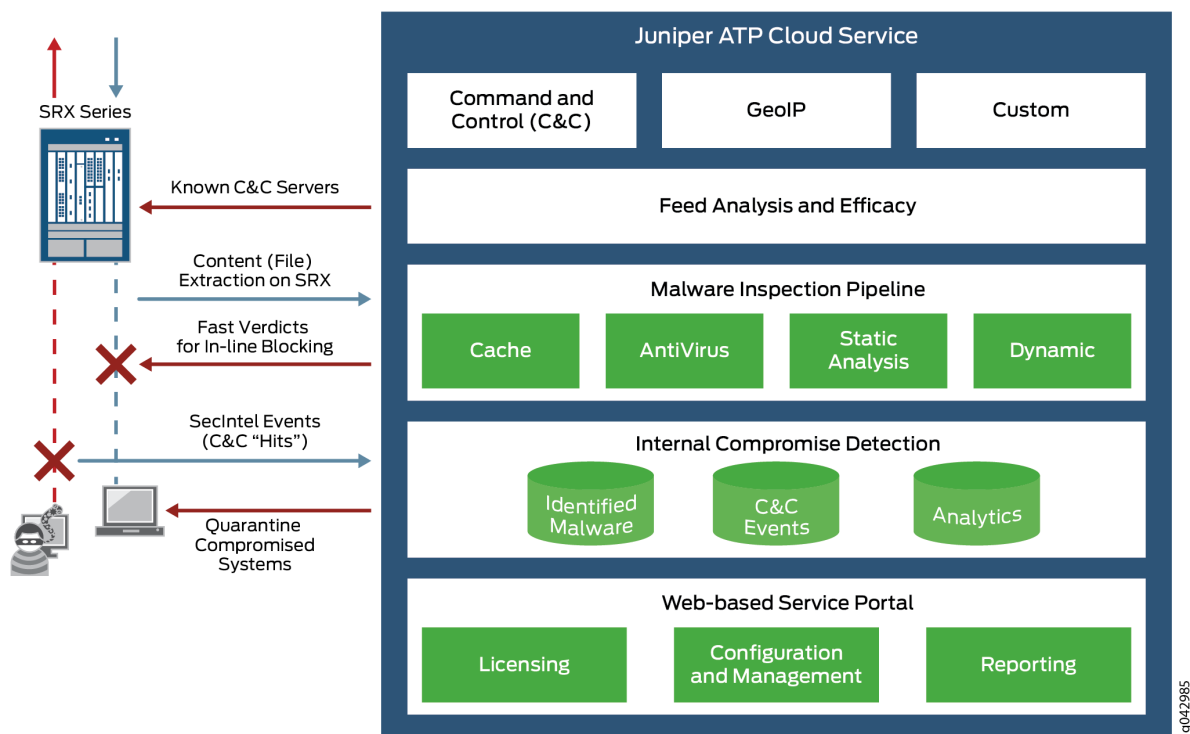 Juniper ATP Cloud Service
SRX Series
Command and
Control (C&C)
GeoIP
Custom
Known C&C Servers
Feed Analysis and Efficacy
Content (File)
Extraction on SRX
Malware Inspection Pipeline
Fast Verdicts
for In-line Blocking
Cache
AntiVirus
Static
Analysis
Dynamic
SecIntel Events
(C&C “Hits”)
Internal Compromise Detection
Identified
Malware
C&C
Events
Analytics
Quarantine
Compromised
Systems
Web-based Service Portal
Licensing
Configuration
and Management
Reporting
g042985